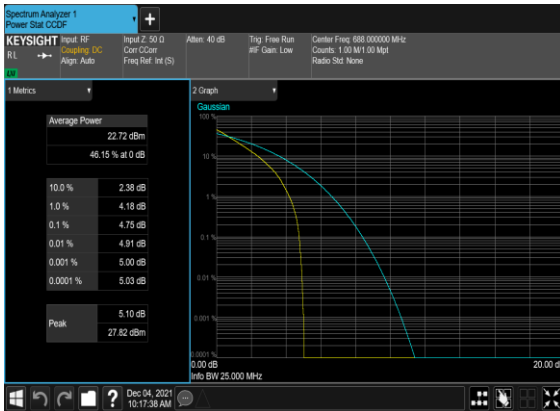 Spectrum Analyzer 1
Power Stat CCDF
+
KEYSIGHT
RL
LXI
Input: RF
Coupling: DC
Align: Auto
Input Z: 50 Ω
Corr CCorr
Freq Ref: Int (S)
Atten: 40 dB
Trig: Free Run
#IF Gain: Low
Center Freq: 688.000000 MHz
Counts: 1.00 M/1.00 Mpt
Radio Std: None
1 Metrics
Average Power
22.72 dBm
46.15 % at 0 dB
10.0 % 2.38 dB
1.0 % 4.18 dB
0.1 % 4.75 dB
0.01 % 4.91 dB
0.001 % 5.00 dB
0.0001 % 5.03 dB
Peak
5.10 dB
27.82 dBm
2 Graph
Gaussian
100 %
10 %
1 %
0.1 %
0.01 %
0.001 %
0.0001 %
0.00 dB
20.00 dB
Info BW 25.000 MHz
?
Dec 04, 2021
10:17:38 AM